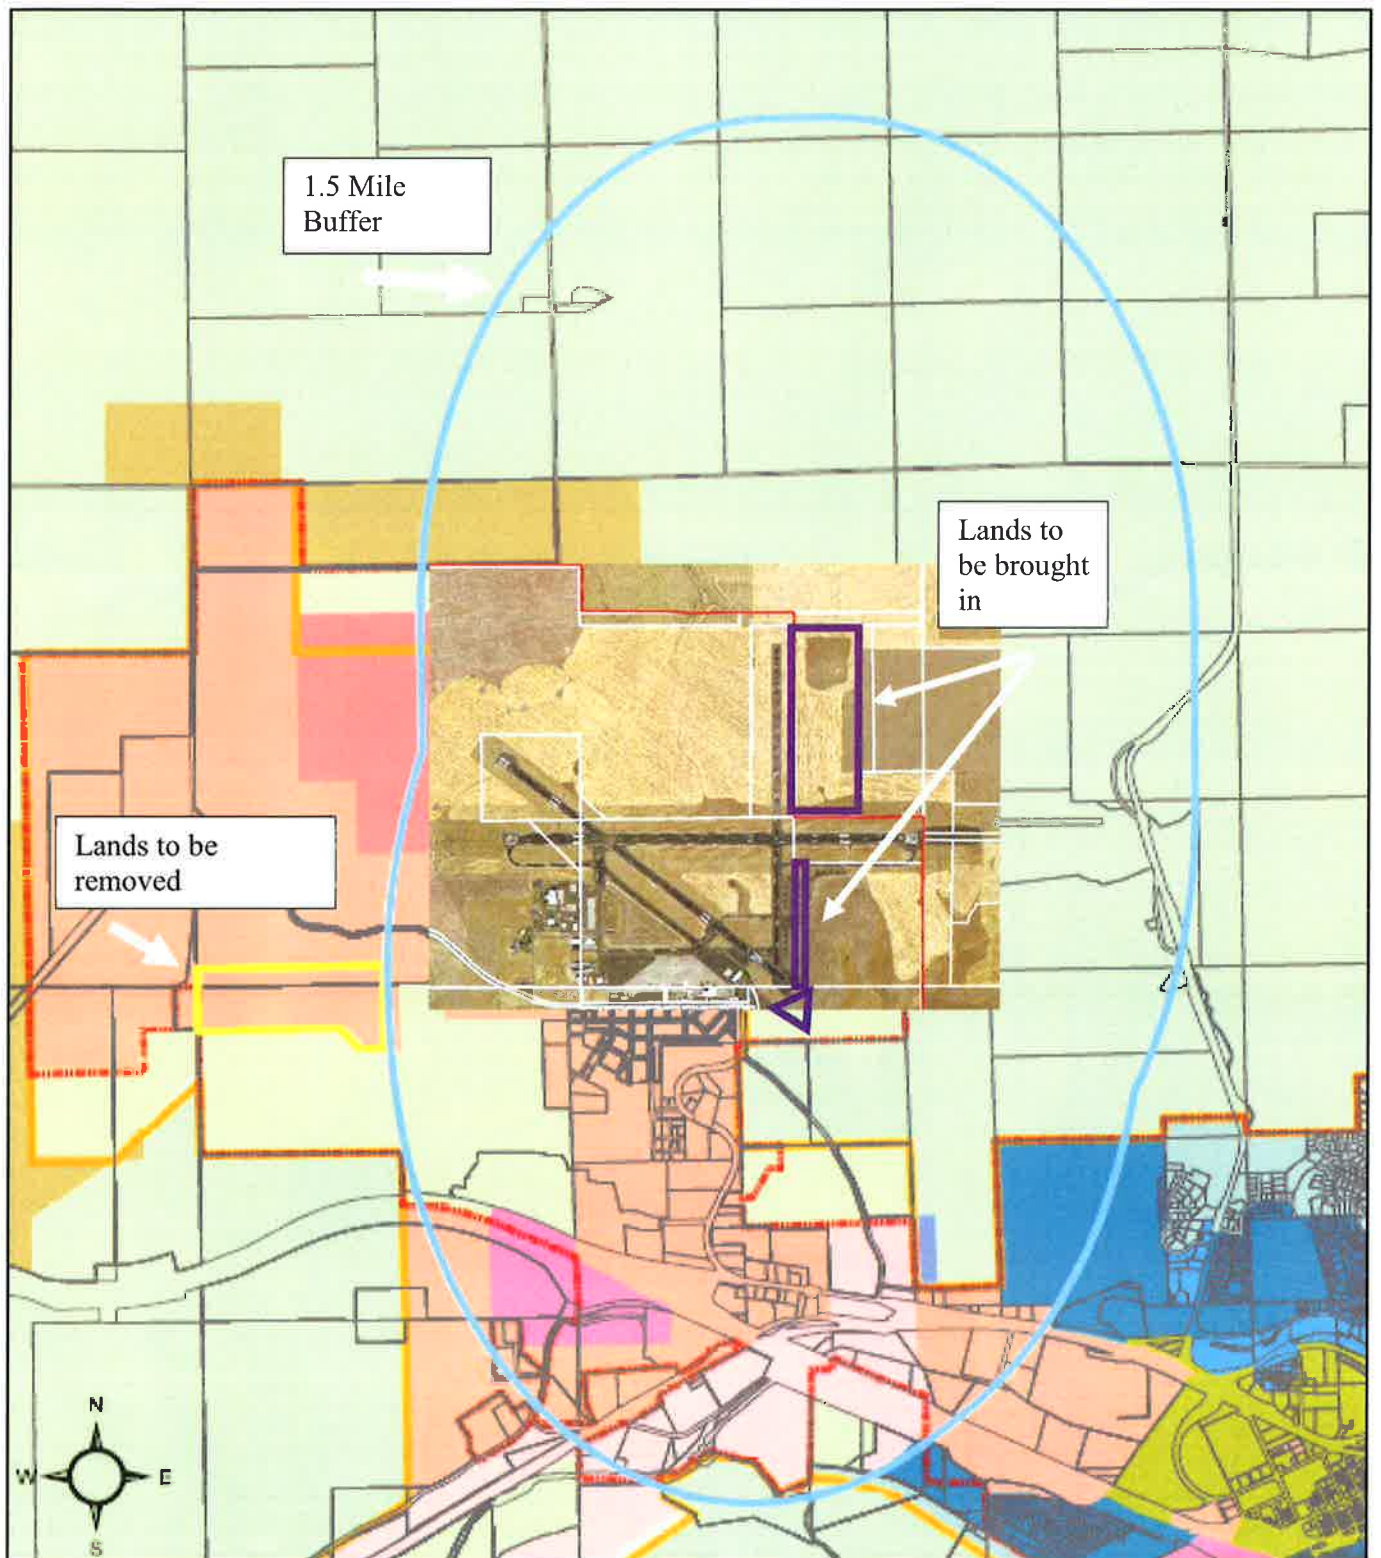 1.5 Mile
Buffer
Lands to
be brought
in
Lands to be
removed
N
W
E
S